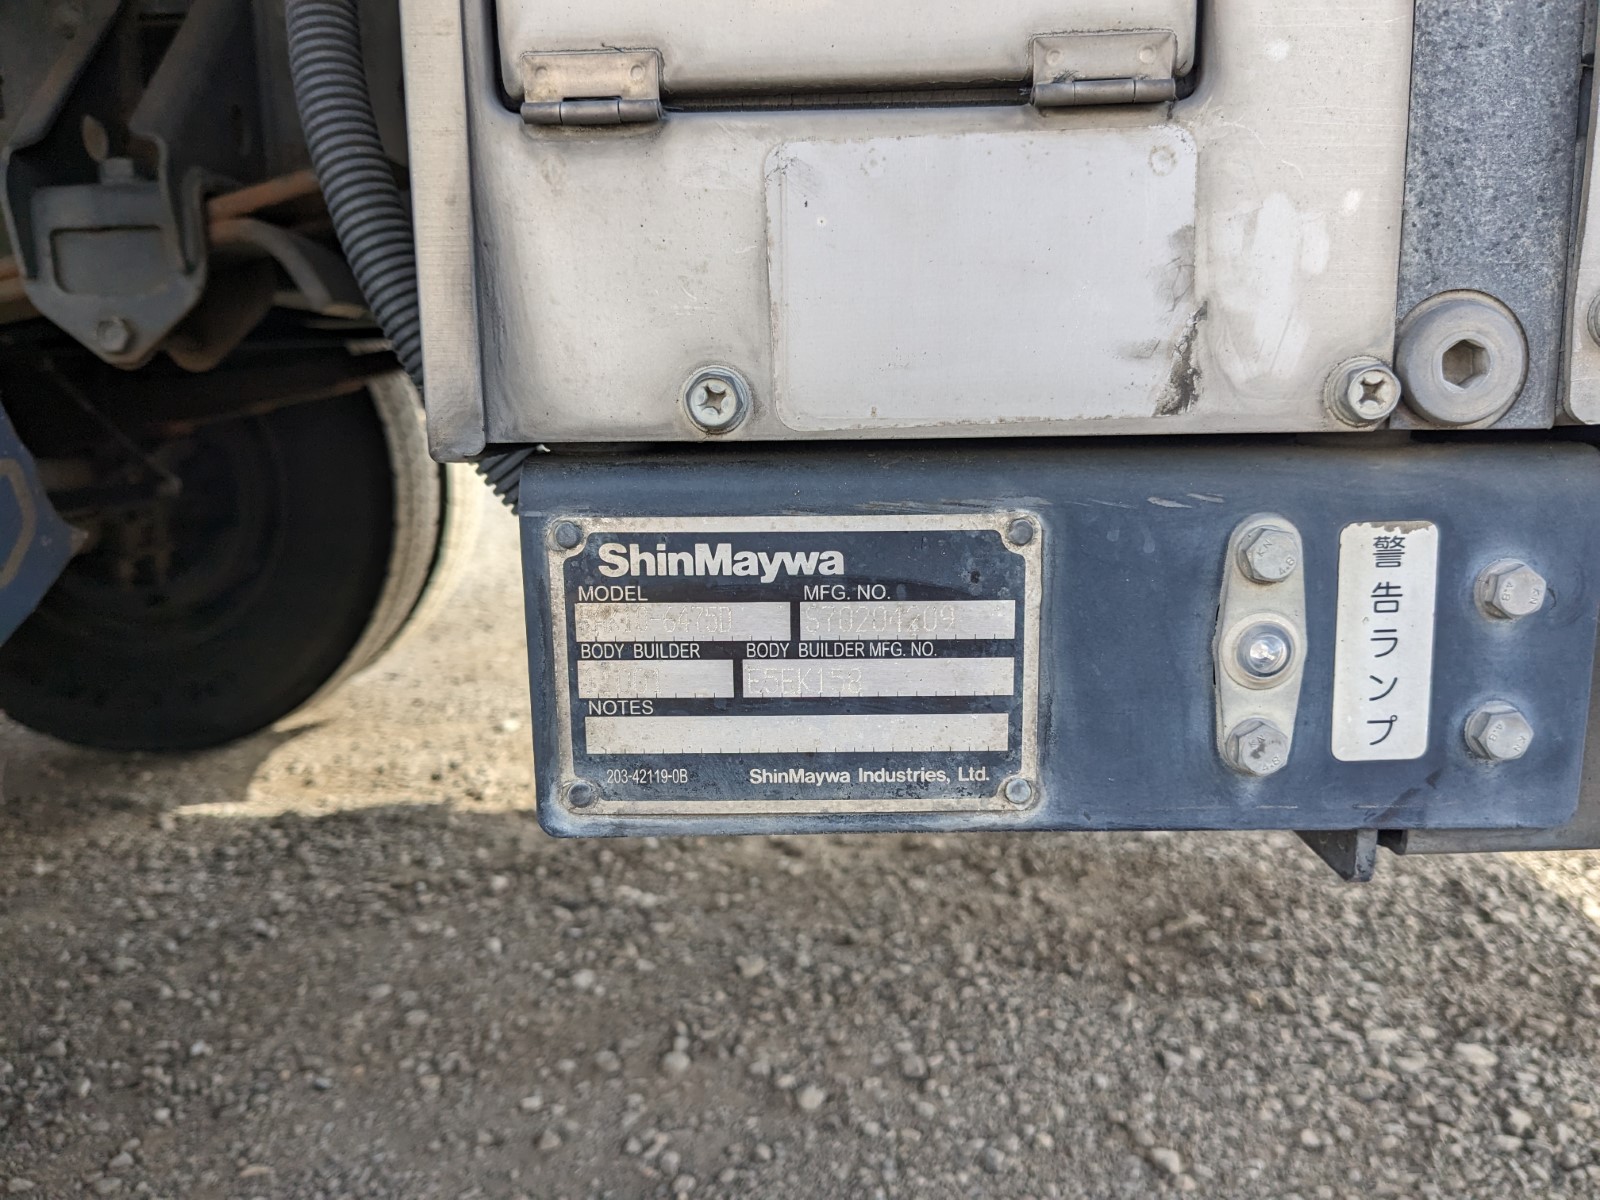 ShinMaywa
MODEL
MFG. NO.
BODY BUILDER
BODY BUILDER MFG. NO.
E5EK158
NOTES
203-42119-0B
ShinMaywa Industries, Ltd.
警告ランプ